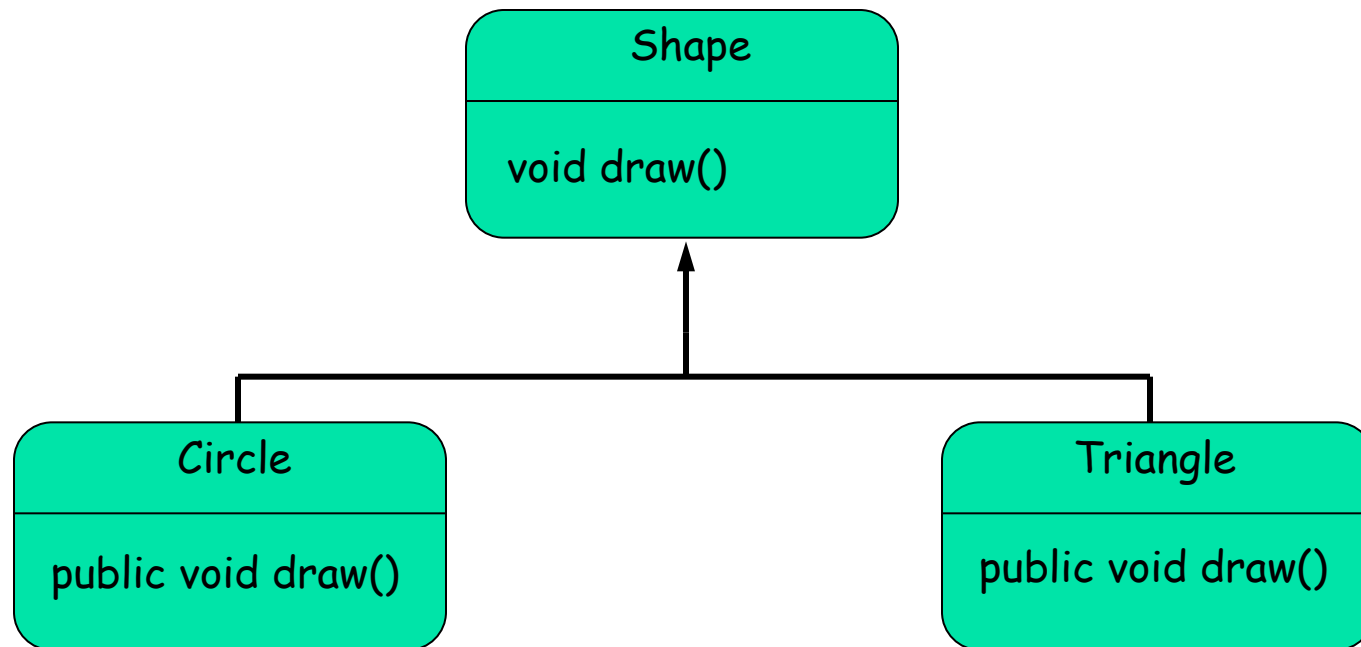 Shape
void draw()
Circle
public void draw()
Triangle
public void draw()